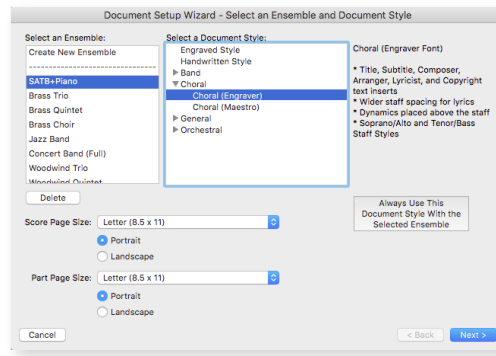 Document Setup Wizard - Select an Ensemble and Document Style
Select an Ensemble:
Create New Ensemble
--------------------------------
SATB+Piano
Brass Trio
Brass Quintet
Brass Choir
Jazz Band
Concert Band (Full)
Woodwind Trio
Woodwind Quintet
Delete
Select a Document Style:
Engraved Style
Handwritten Style
Band
Choral
Choral (Engraver)
Choral (Maestro)
General
Orchestral
Choral (Engraver Font)
* Title, Subtitle, Composer,
Arranger, Lyricist, and Copyright
text inserts
* Wider staff spacing for lyrics
* Dynamics placed above the staff
* Soprano/Alto and Tenor/Bass
Staff Styles
Always Use This
Document Style With the
Selected Ensemble
Score Page Size: Letter (8.5 x 11)
Portrait
Landscape
Part Page Size: Letter (8.5 x 11)
Portrait
Landscape
Cancel
< Back
Next >